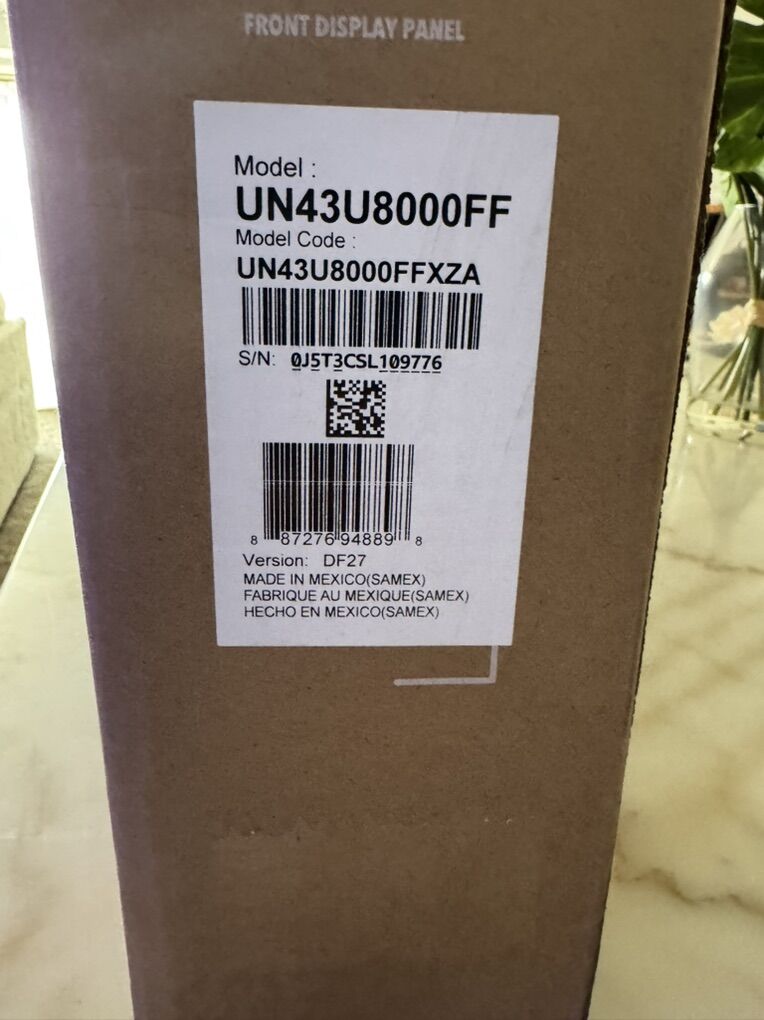 FRONT DISPLAY PANEL
Model :
UN43U8000FF
Model Code :
UN43U8000FFXZA
S/N: 0J5T3CSL109776
8 87276 94889 8
Version: DF27
MADE IN MEXICO(SAMEX)
FABRIQUE AU MEXIQUE(SAMEX)
HECHO EN MEXICO(SAMEX)